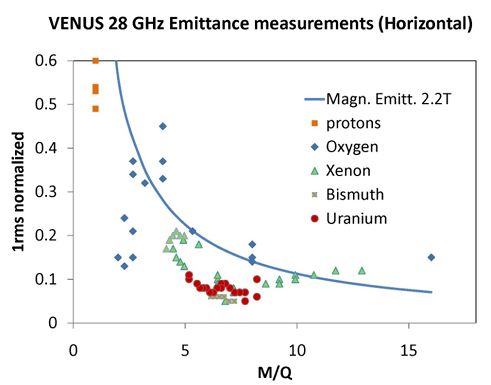 VENUS 28 GHz Emittance measurements (Horizontal)
0.6
0.5
0.4
0.3
0.2
0.1
0
1rms normalized
Magn. Emitt. 2.2T
protons
Oxygen
Xenon
Bismuth
Uranium
0 5 10 15
M/Q